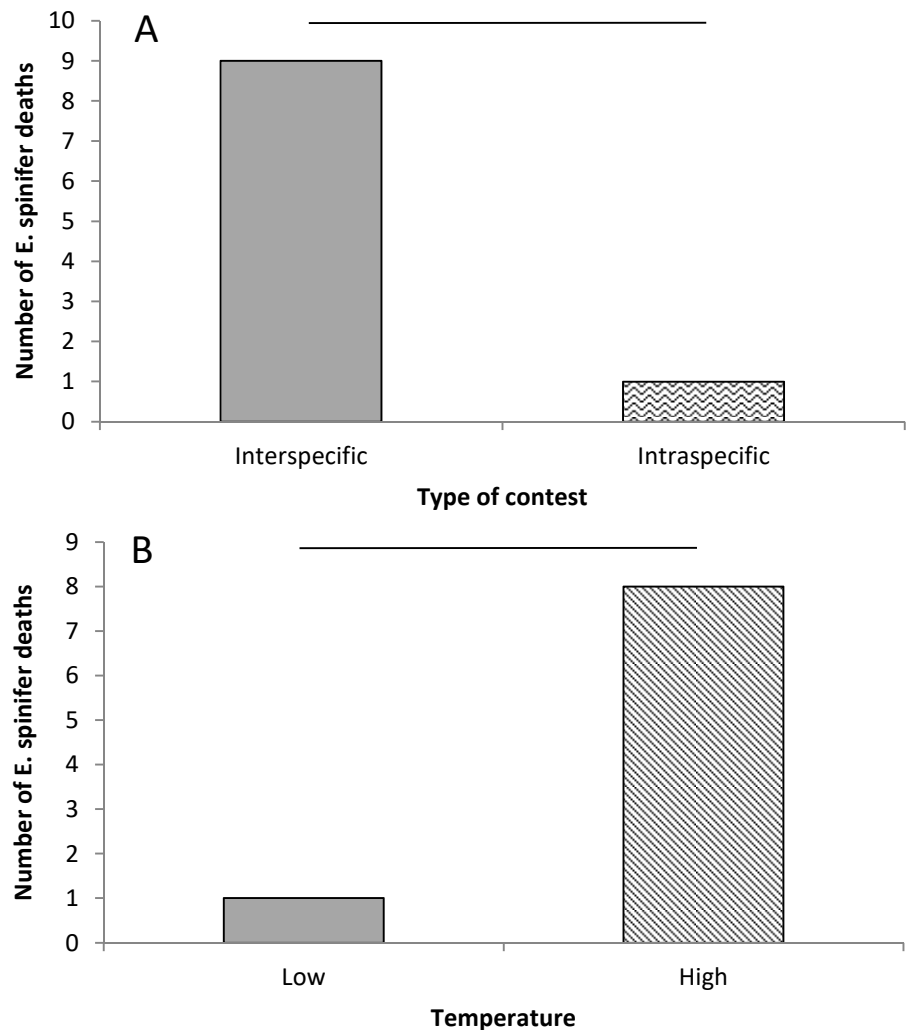 A
Number of E. spinifer deaths
10
9
8
7
6
5
4
3
2
1
0
Interspecific Intraspecific
Type of contest
B
Number of E. spinifer deaths
9
8
7
6
5
4
3
2
1
0
Low High
Temperature